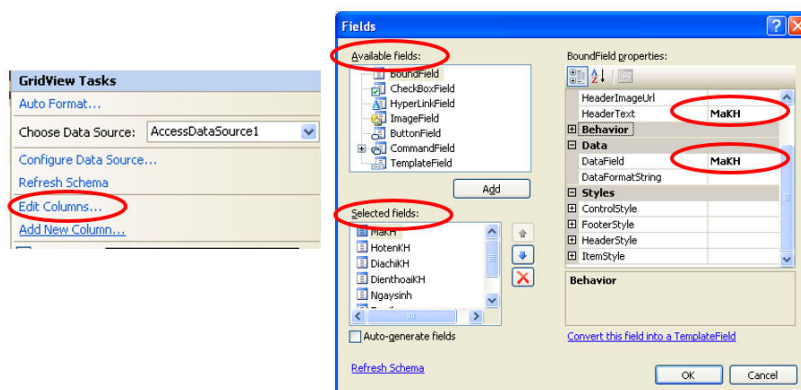 GridView Tasks
Auto Format...
Choose Data Source: AccessDataSource1
Configure Data Source...
Refresh Schema
Edit Columns...
Add New Column...
Fields
Available fields:
BoundField
CheckBoxField
HyperLinkField
ImageField
ButtonField
CommandField
TemplateField
Add
Selected fields:
MaKH
HotenKH
DiachiKH
DienthoaiKH
Ngaysinh
Auto-generate fields
Refresh Schema
BoundField properties:
HeaderImageUrl
HeaderText MaKH
Behavior
Data
DataField MaKH
DataFormatString
Styles
ControlStyle
FooterStyle
HeaderStyle
ItemStyle
Behavior
Convert this field into a TemplateField
OK Cancel